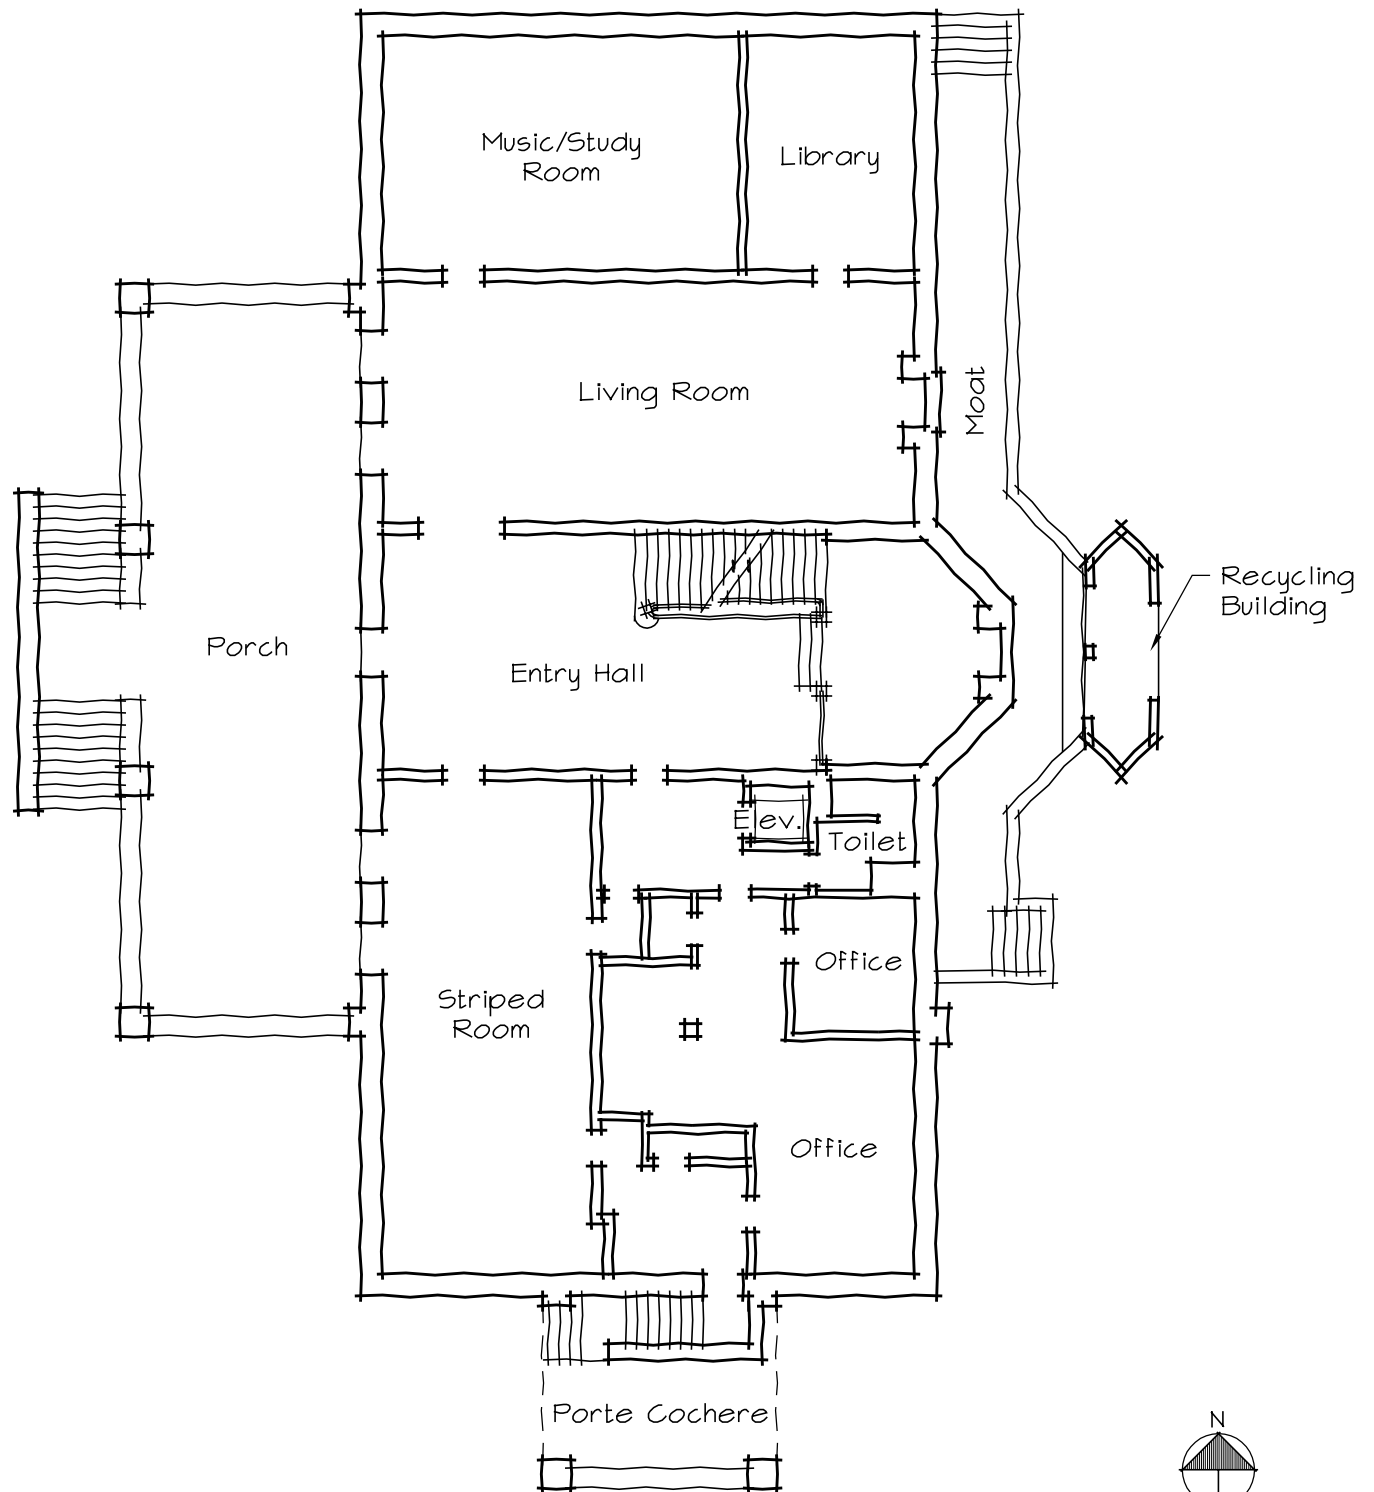 Music/Study
Room
Library
Living Room
Moat
Recycling
Building
Porch
Entry Hall
Elev.
Toilet
Office
Striped
Room
Office
Porte Cochere
N